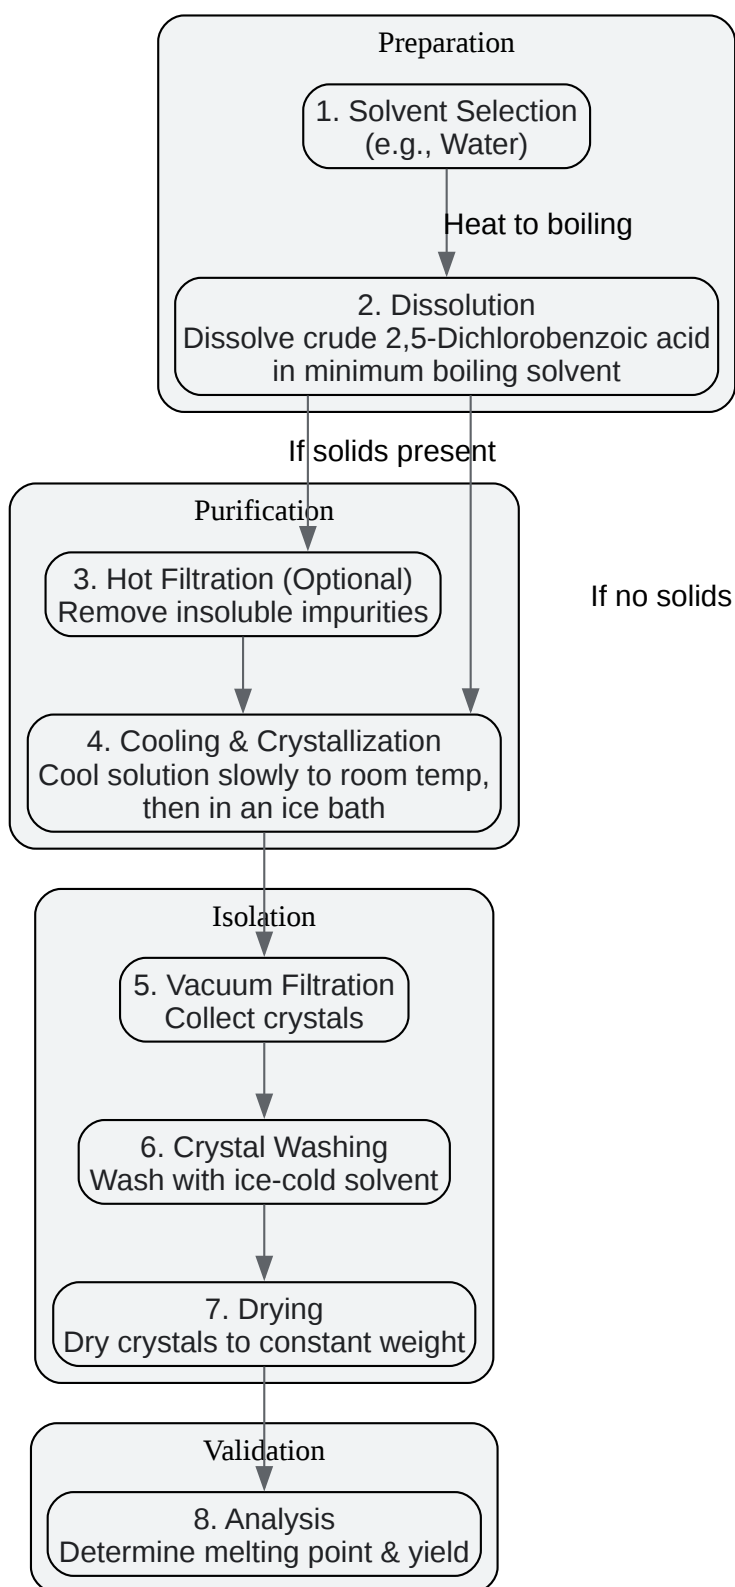 Preparation
1. Solvent Selection
(e.g., Water)
Heat to boiling
2. Dissolution
Dissolve crude 2,5-Dichlorobenzoic acid
in minimum boiling solvent
If solids present
Purification
3. Hot Filtration (Optional)
Remove insoluble impurities
If no solids
4. Cooling & Crystallization
Cool solution slowly to room temp,
then in an ice bath
Isolation
5. Vacuum Filtration
Collect crystals
6. Crystal Washing
Wash with ice-cold solvent
7. Drying
Dry crystals to constant weight
Validation
8. Analysis
Determine melting point & yield